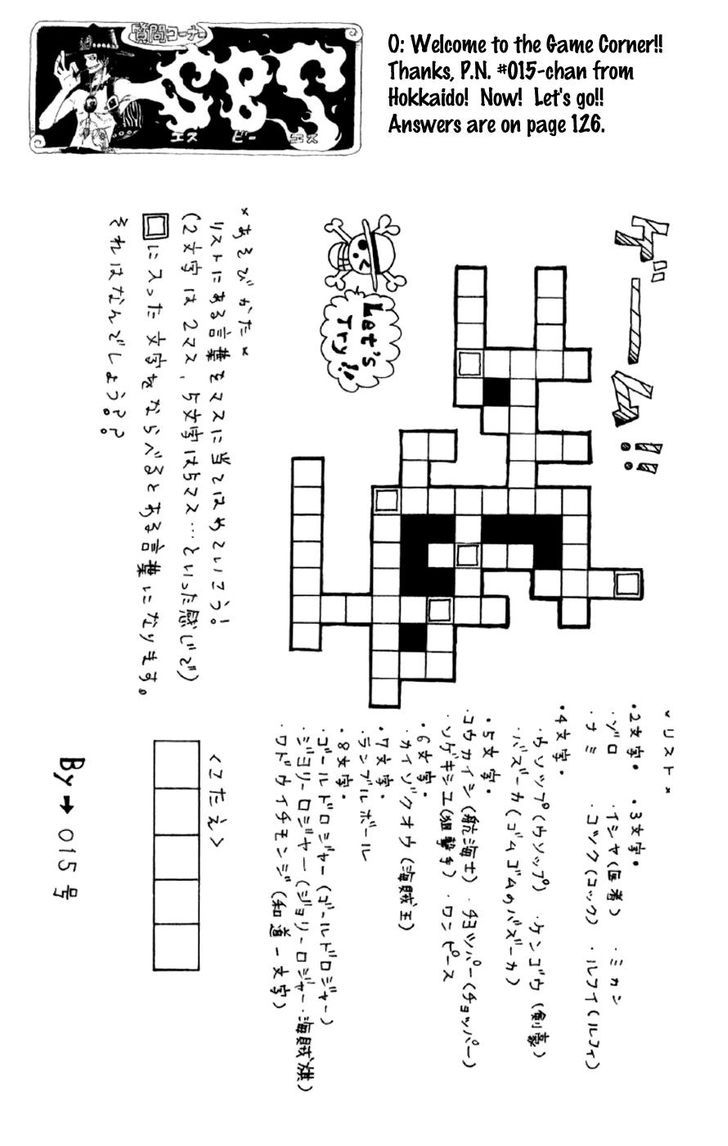 質問コーナー
SBS
エス ビー エス
O: Welcome to the Game Corner!!
Thanks, P.N. #015-chan from
Hokkaido! Now! Let's go!!
Answers are on page 126.
ゲーム!!
Let's
Try!!
×あそびかた×
リストにある言葉をマスに当てはめていこう!
(2文字は2マス、5文字は5マス…といった感じで)
回に入った文字をならべるとある言葉になります。
それはなんでしょう??
×リスト×
・2文字・ ・3文字・
・ゾロ ・イシャ(医者) ・ミカン
・ナミ ・コック(コック) ・ルフィ(ルフィ)
・4文字・
・ウソップ(ウソップ) ・ケンゴウ(剣豪)
・バズーカ(ゴムゴムのバズーカ)
・5文字・
・コウカイシ(航海士) ・チョッパー(チョッパー)
・ソゲキシュ(狙撃手) ・ワンピース
・6文字・
・カイゾクオウ(海賊王)
・7文字・
・ランブルボール
・8文字・
・ゴールドロジャー(ゴールドロジャー)
・ジョリーロジャー(ジョリーロジャー・海賊旗)
・ワドウイチモンジ(和道一文字)
<こたえ>
By→015号